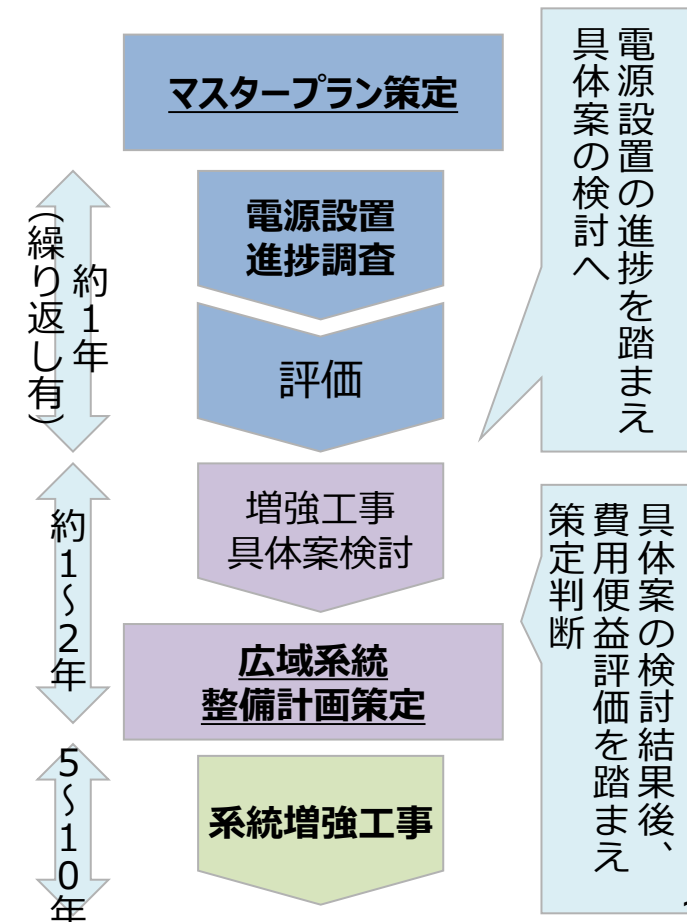 マスタープラン策定
電源設置
進捗調査
評価
増強工事
具体案検討
広域系統
整備計画策定
系統増強工事
約1年
(繰り返し有)
約1~2年
5~10年
電源設置の進捗を踏まえ
具体案の検討へ
具体案の検討結果後、
費用便益評価を踏まえ
策定判断